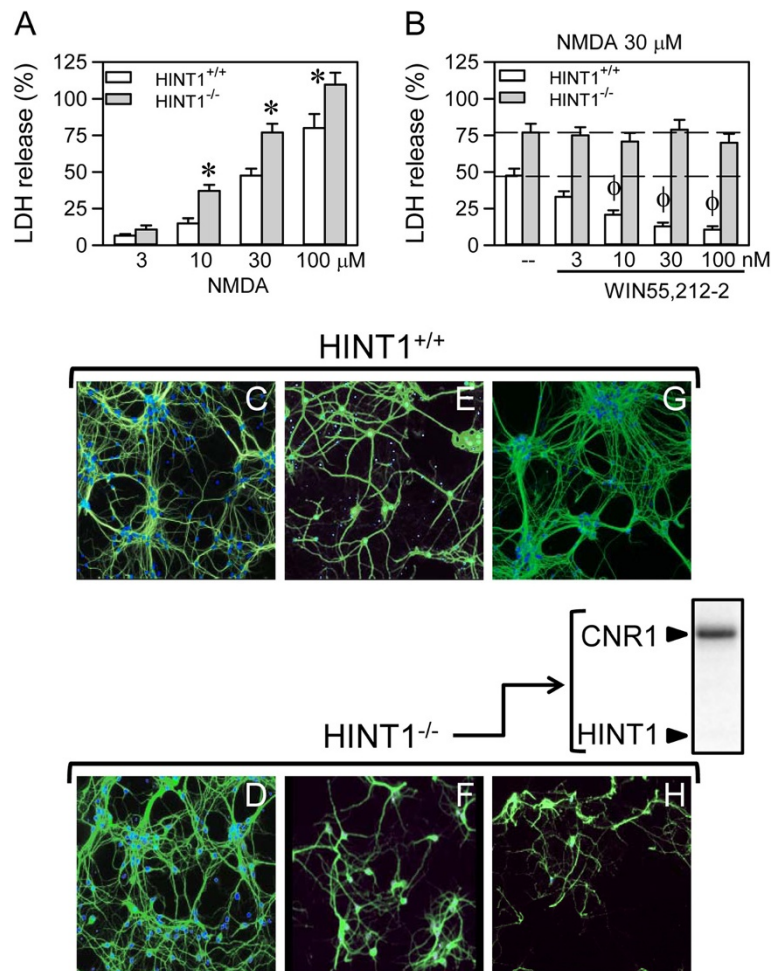 A
LDH release (%)
125
100
75
50
25
0
HINT1+/+
HINT1-/-
*
*
*
3 10 30 100 μM
NMDA
B
NMDA 30 μM
LDH release (%)
125
100
75
50
25
0
HINT1+/+
HINT1-/-
ϕ ϕ ϕ
-- 3 10 30 100 nM
WIN55,212-2
HINT1+/+
C E G
CNR1
HINT1-/-
HINT1
D F H